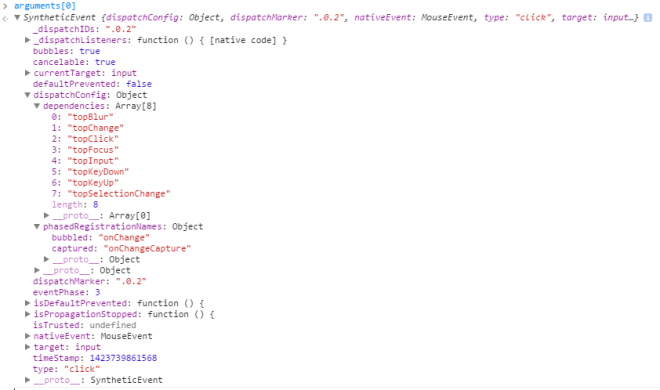 arguments[0]
SyntheticEvent {dispatchConfig: Object, dispatchMarker: ".0.2", nativeEvent: MouseEvent, type: "click", target: input…}
_dispatchIDs: ".0.2"
_dispatchListeners: function () { [native code] }
bubbles: true
cancelable: true
currentTarget: input
defaultPrevented: false
dispatchConfig: Object
dependencies: Array[8]
0: "topBlur"
1: "topChange"
2: "topClick"
3: "topFocus"
4: "topInput"
5: "topKeyDown"
6: "topKeyUp"
7: "topSelectionChange"
length: 8
__proto__: Array[0]
phasedRegistrationNames: Object
bubbled: "onChange"
captured: "onChangeCapture"
__proto__: Object
__proto__: Object
dispatchMarker: ".0.2"
eventPhase: 3
isDefaultPrevented: function () {
isPropagationStopped: function () {
isTrusted: undefined
nativeEvent: MouseEvent
target: input
timeStamp: 1423739861568
type: "click"
__proto__: SyntheticEvent